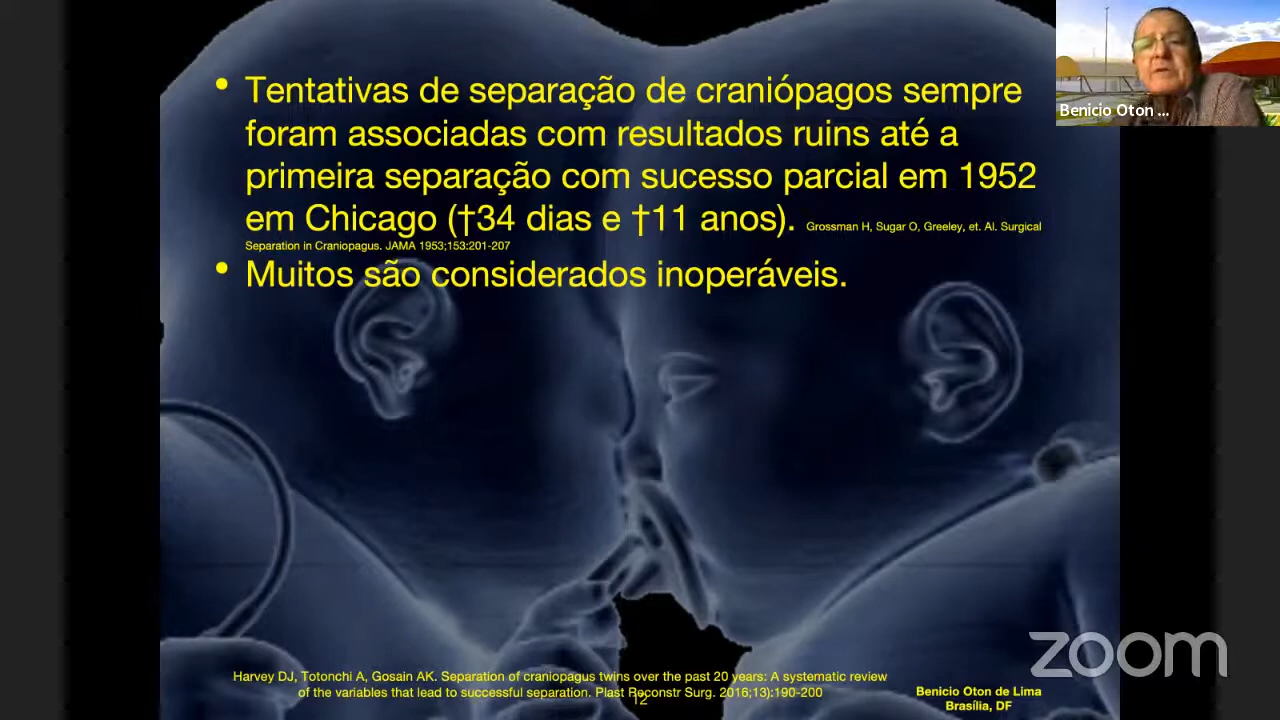 • Tentativas de separação de craniópagos sempre
foram associadas com resultados ruins até a
primeira separação com sucesso parcial em 1952
em Chicago (†34 dias e †11 anos). Grossman H, Sugar O, Greeley, et. Al. Surgical
Separation in Craniopagus. JAMA 1953;153:201-207
• Muitos são considerados inoperáveis.
Benicio Oton ...
zoom
Harvey DJ, Totonchi A, Gosain AK. Separation of craniopagus twins over the past 20 years: A systematic review
of the variables that lead to successful separation. Plast Reconstr Surg. 2016;13):190-200
12
Benicio Oton de Lima
Brasília, DF